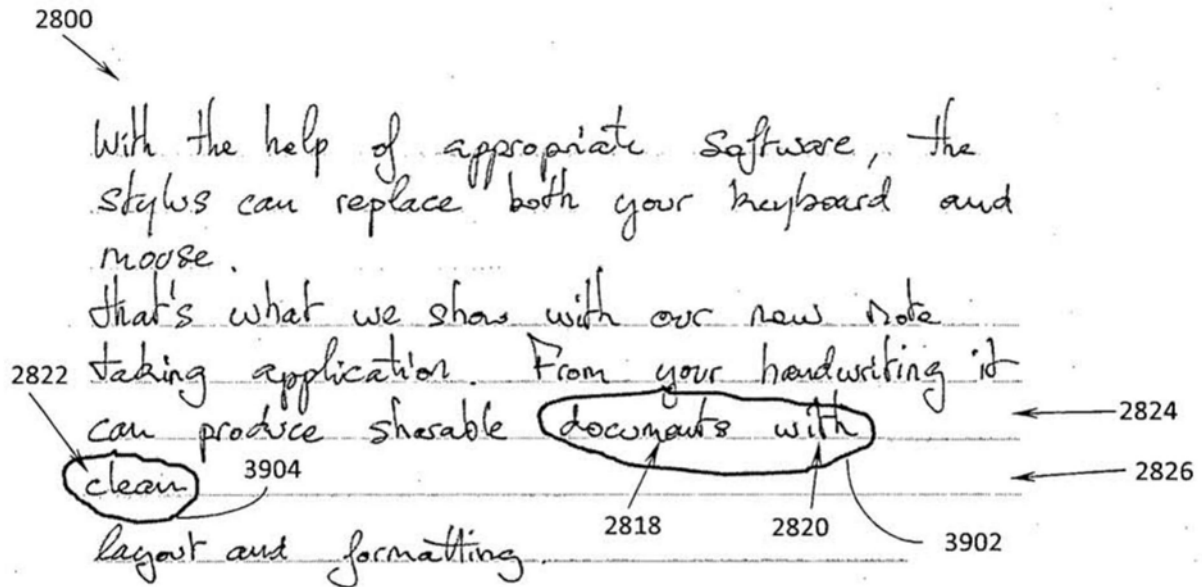 2800
With the help of appropriate software, the
stylus can replace both your keyboard and
mouse.
that's what we show with our new note
2822 taking application. From your handwriting it
can produce sharable documents with 2824
clean 3904 2826
2818 2820 3902
layout and formatting.